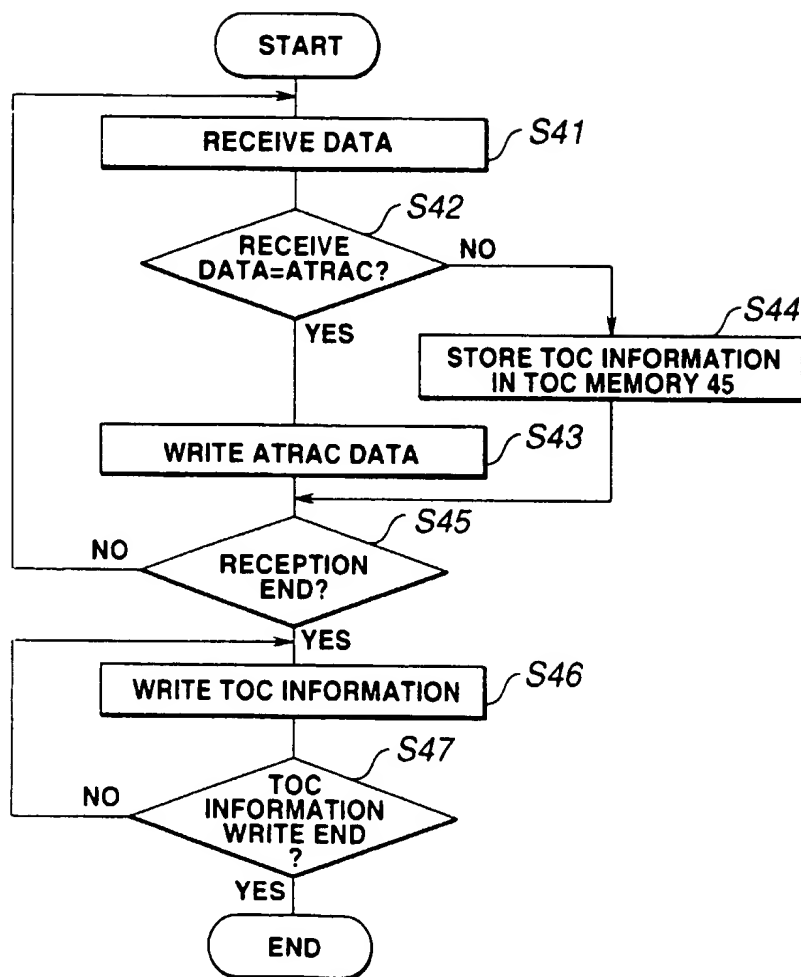 START
RECEIVE DATA
S41
S42
RECEIVE
DATA=ATRAC?
NO
YES
S44
STORE TOC INFORMATION
IN TOC MEMORY 45
WRITE ATRAC DATA
S43
S45
NO
RECEPTION
END?
YES
WRITE TOC INFORMATION
S46
S47
NO
TOC
INFORMATION
WRITE END
?
YES
END